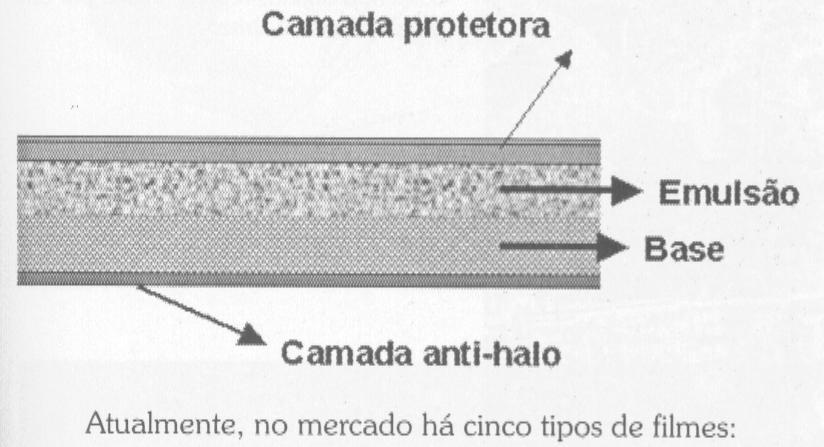 Camada protetora
Emulsão
Base
Camada anti-halo
Atualmente, no mercado há cinco tipos de filmes: